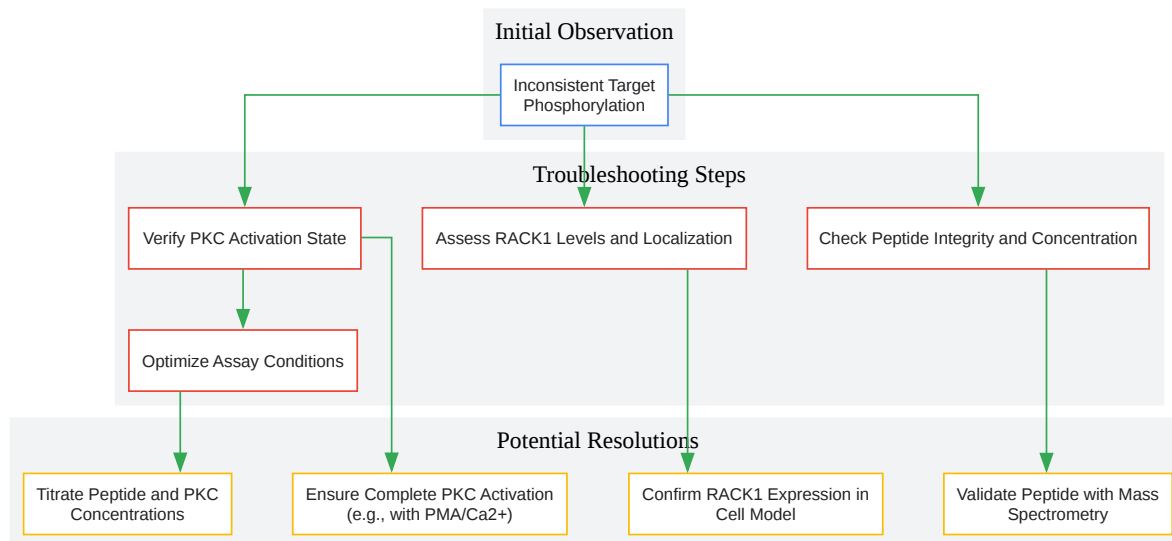 Initial Observation
Inconsistent Target
Phosphorylation
Troubleshooting Steps
Verify PKC Activation State
Assess RACK1 Levels and Localization
Check Peptide Integrity and Concentration
Optimize Assay Conditions
Potential Resolutions
Titrate Peptide and PKC
Concentrations
Ensure Complete PKC Activation
(e.g., with PMA/Ca2+)
Confirm RACK1 Expression in
Cell Model
Validate Peptide with Mass
Spectrometry